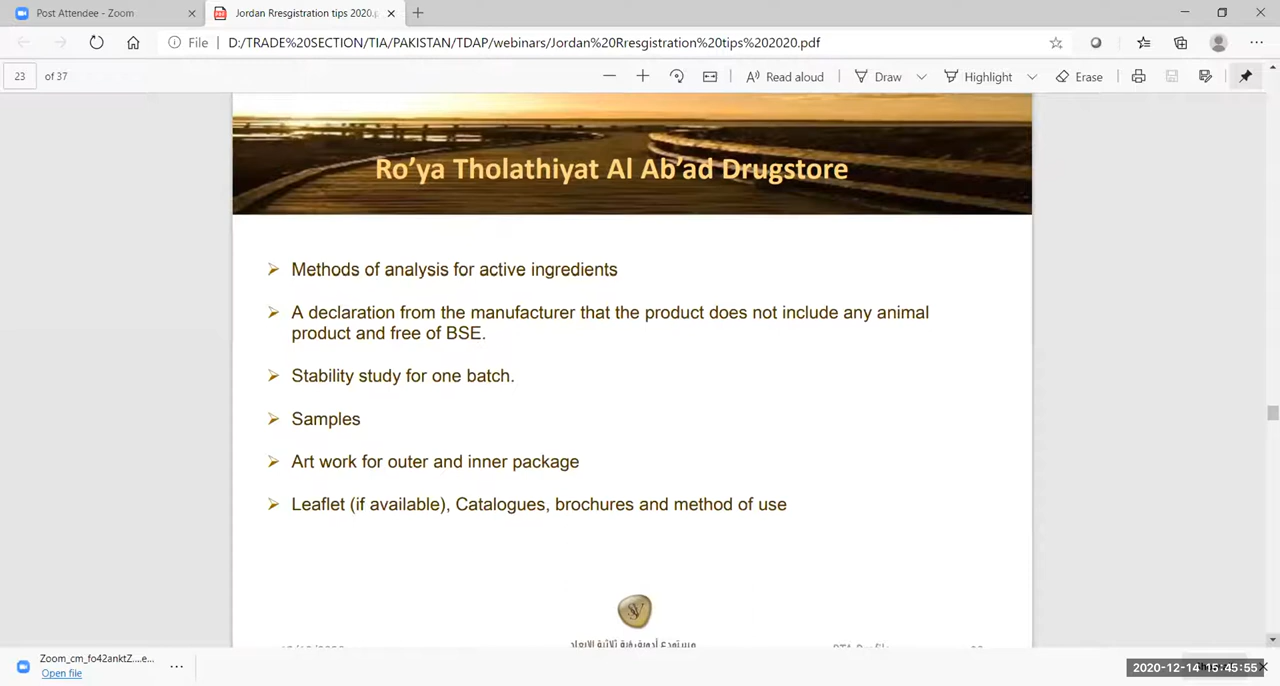 Post Attendee - Zoom
Jordan Rresgistration tips 2020.p
File
D:/TRADE%20SECTION/TIA/PAKISTAN/TDAP/webinars/Jordan%20Rresgistration%20tips%202020.pdf
23 of 37
Read aloud
Draw
Highlight
Erase
Ro’ya Tholathiyat Al Ab’ad Drugstore
➢ Methods of analysis for active ingredients
➢ A declaration from the manufacturer that the product does not include any animal
product and free of BSE.
➢ Stability study for one batch.
➢ Samples
➢ Art work for outer and inner package
➢ Leaflet (if available), Catalogues, brochures and method of use
Zoom_cm_fo42anktZ....e...
Open file
2020-12-14 15:45:55